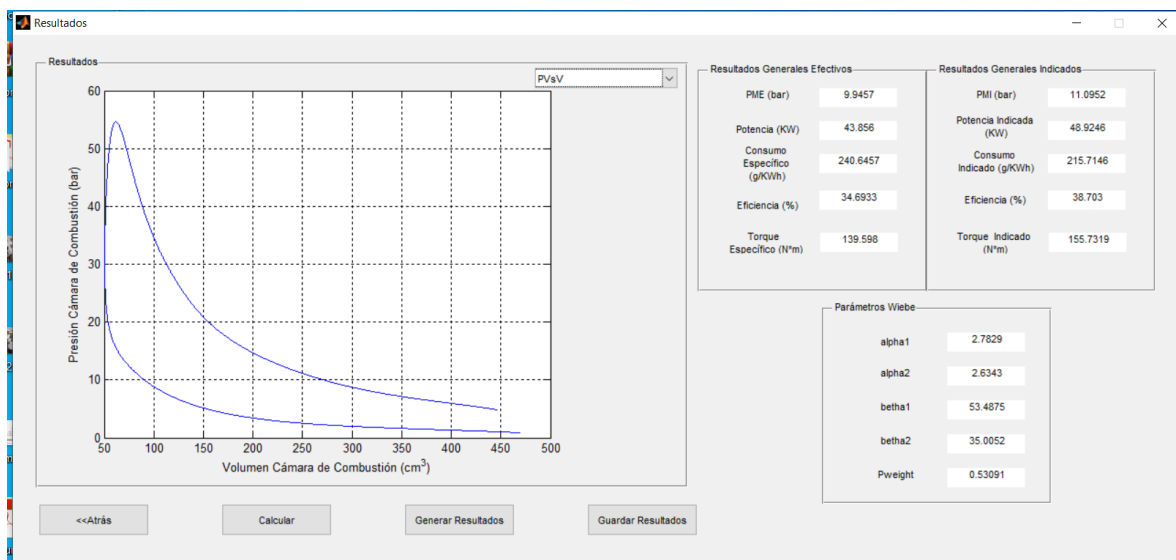 Resultados
Resultados
PVsV
60
50
40
30
20
10
0
50
100
150
200
250
300
350
400
450
500
Presión Cámara de Combustión (bar)
Volumen Cámara de Combustión (cm³)
Resultados Generales Efectivos
PME (bar)
9.9457
Potencia (KW)
43.856
Consumo
Específico
(g/KWh)
240.6457
Eficiencia (%)
34.6933
Torque
Específico (N*m)
139.598
Resultados Generales Indicados
PMI (bar)
11.0952
Potencia Indicada
(KW)
48.9246
Consumo
Indicado (g/KWh)
215.7146
Eficiencia (%)
38.703
Torque Indicado
(N*m)
155.7319
Parámetros Wiebe
alpha1
2.7829
alpha2
2.6343
betha1
53.4875
betha2
35.0052
Pweight
0.53091
<<Atrás
Calcular
Generar Resultados
Guardar Resultados